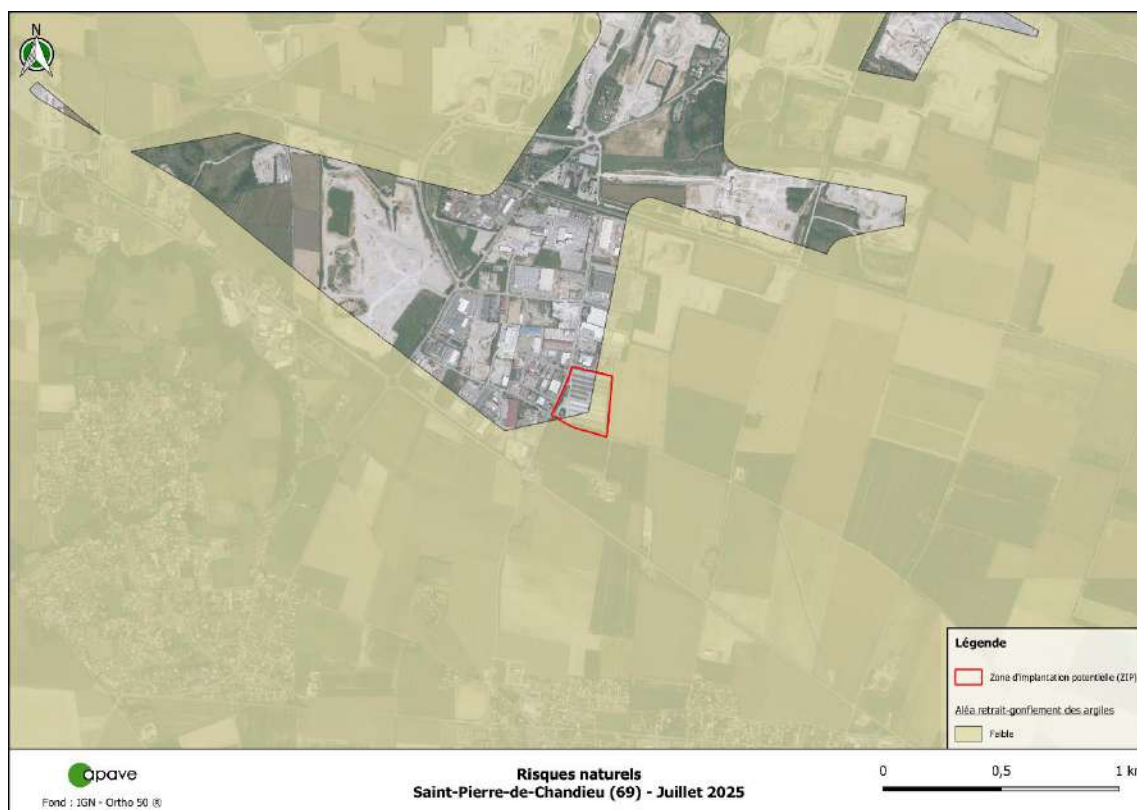 N
Légende
Zone d'implantation potentielle (ZIP)
Aléa retrait-gonflement des argiles
Faible
apave
Fond : IGN - Ortho 50 ®
Risques naturels
Saint-Pierre-de-Chandieu (69) - Juillet 2025
0 0,5 1 km